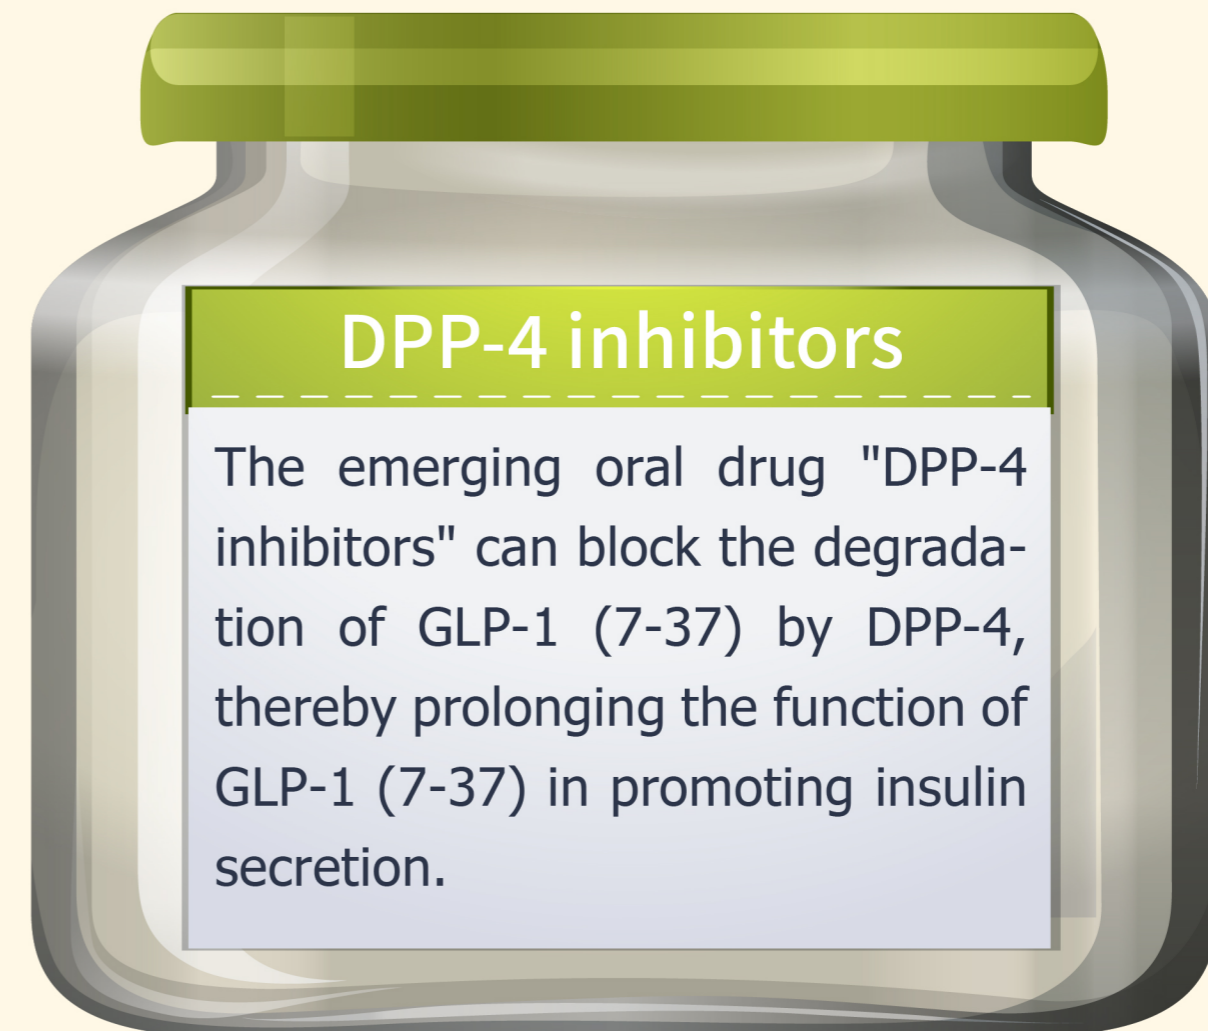 DPP-4 inhibitors
The emerging oral drug "DPP-4
inhibitors" can block the degrada-
tion of GLP-1 (7-37) by DPP-4,
thereby prolonging the function of
GLP-1 (7-37) in promoting insulin
secretion.